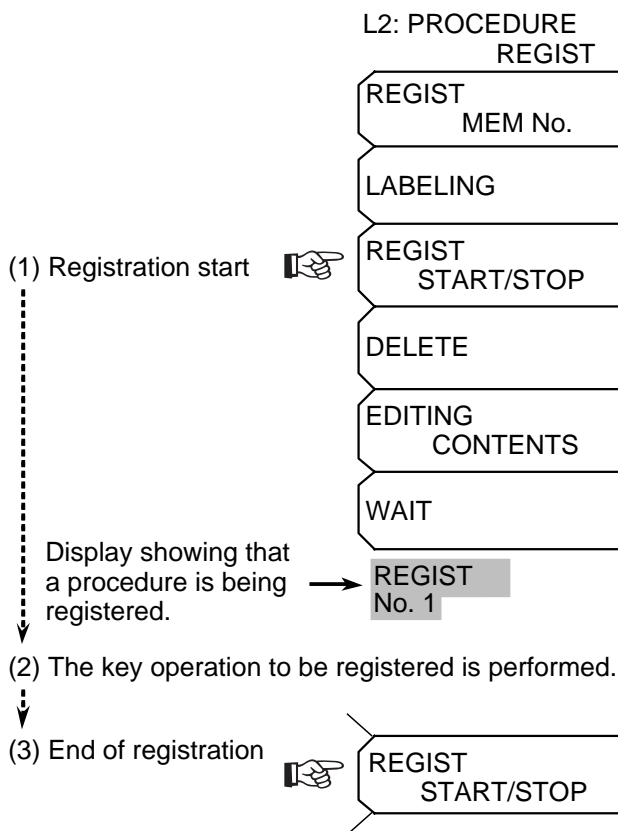 L2: PROCEDURE
REGIST
REGIST
MEM No.
LABELING
(1) Registration start
REGIST
START/STOP
DELETE
EDITING
CONTENTS
WAIT
Display showing that
a procedure is being
registered.
REGIST
No. 1
(2) The key operation to be registered is performed.
(3) End of registration
REGIST
START/STOP